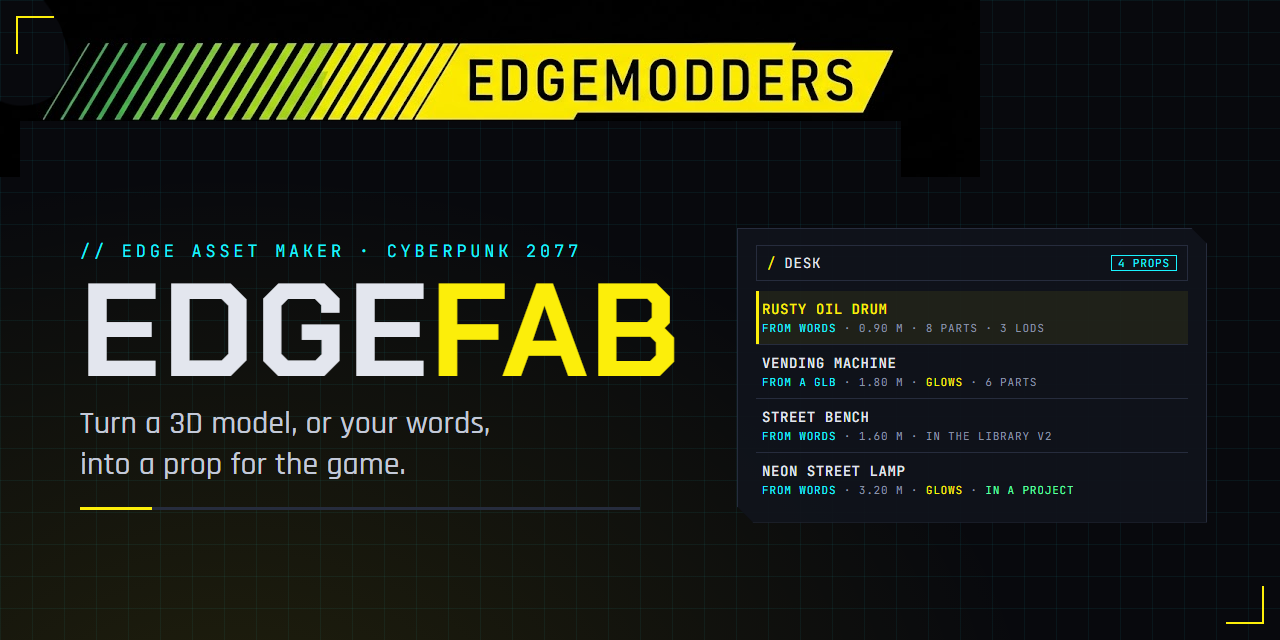 EDGEMODDERS
// EDGE ASSET MAKER · CYBERPUNK 2077
EDGEFAB
Turn a 3D model, or your words,
into a prop for the game.
/ DESK
4 PROPS
RUSTY OIL DRUM
FROM WORDS · 0.90 M · 8 PARTS · 3 LODS
VENDING MACHINE
FROM A GLB · 1.80 M · GLOWS · 6 PARTS
STREET BENCH
FROM WORDS · 1.60 M · IN THE LIBRARY V2
NEON STREET LAMP
FROM WORDS · 3.20 M · GLOWS · IN A PROJECT